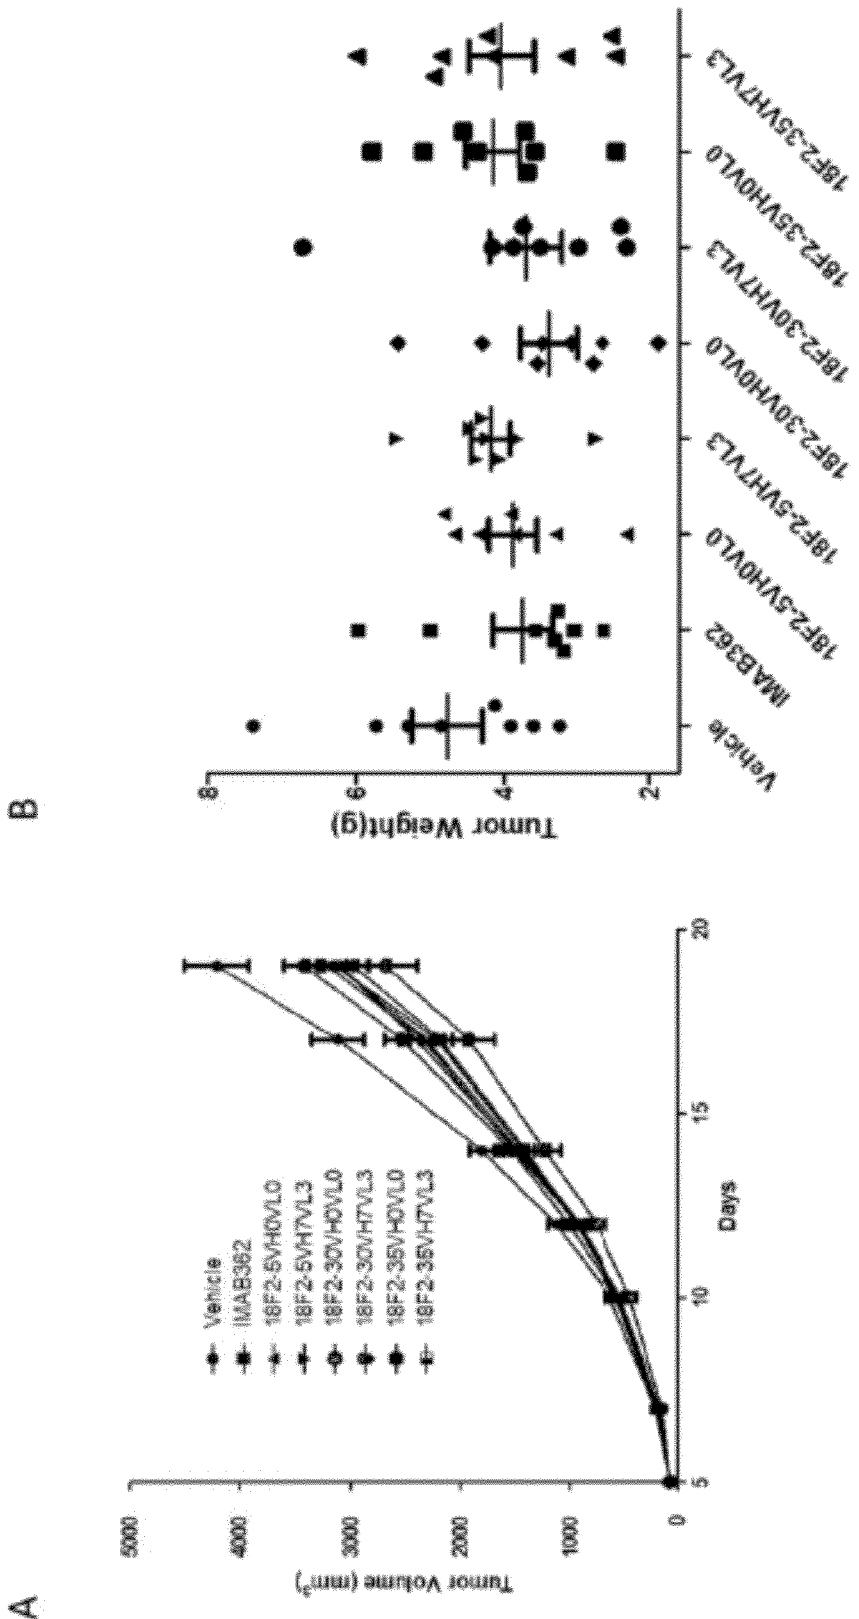 A
Tumor Volume (mm³)
5000
4000
3000
2000
1000
0
5
10
15
20
Days
Vehicle
IMAB362
18F2-5VH0VL0
18F2-5VH7VL3
18F2-30VH0VL0
18F2-30VH7VL3
18F2-35VH0VL0
18F2-35VH7VL3
B
Tumor Weight(g)
8
6
4
2
Vehicle
IMAB362
18F2-5VH0VL0
18F2-5VH7VL3
18F2-30VH0VL0
18F2-30VH7VL3
18F2-35VH0VL0
18F2-35VH7VL3